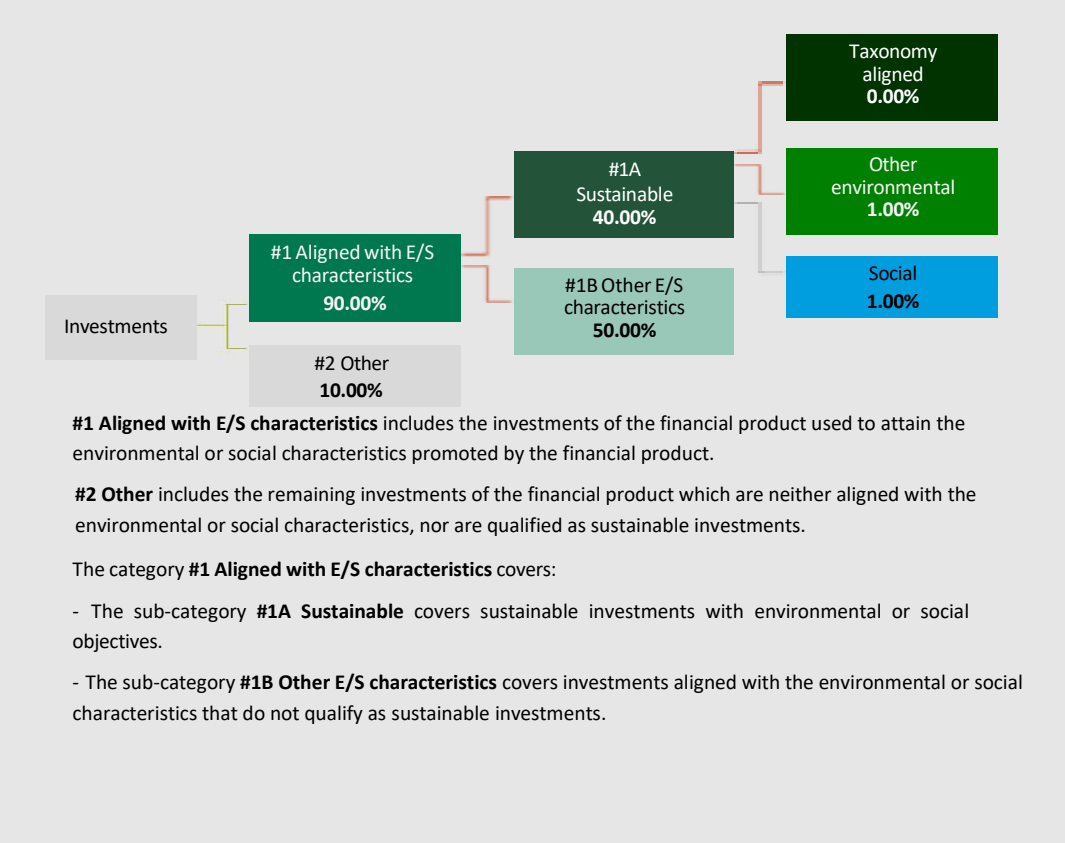 Taxonomy
aligned
0.00%
#1A
Sustainable
40.00%
Other
environmental
1.00%
#1 Aligned with E/S
characteristics
90.00%
Social
1.00%
#1B Other E/S
characteristics
50.00%
Investments
#2 Other
10.00%
#1 Aligned with E/S characteristics includes the investments of the financial product used to attain the
environmental or social characteristics promoted by the financial product.
#2 Other includes the remaining investments of the financial product which are neither aligned with the
environmental or social characteristics, nor are qualified as sustainable investments.
The category #1 Aligned with E/S characteristics covers:
- The sub-category #1A Sustainable covers sustainable investments with environmental or social
objectives.
- The sub-category #1B Other E/S characteristics covers investments aligned with the environmental or social
characteristics that do not qualify as sustainable investments.